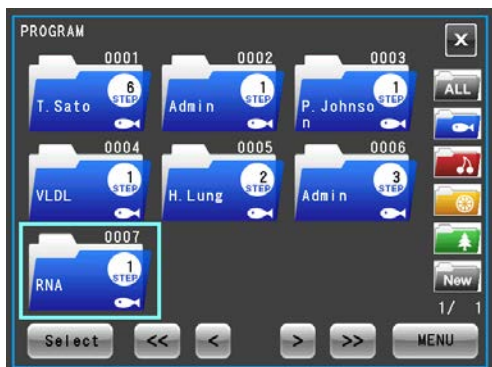 PROGRAM
0001 0002 0003
6 STEP 1 STEP 1 STEP
T. Sato Admin P. Johnso
n
ALL
0004 0005 0006
1 STEP 2 STEP 3 STEP
VLDL H. Lung Admin
0007
1 STEP
RNA
New
1/ 1
Select << < > >> MENU